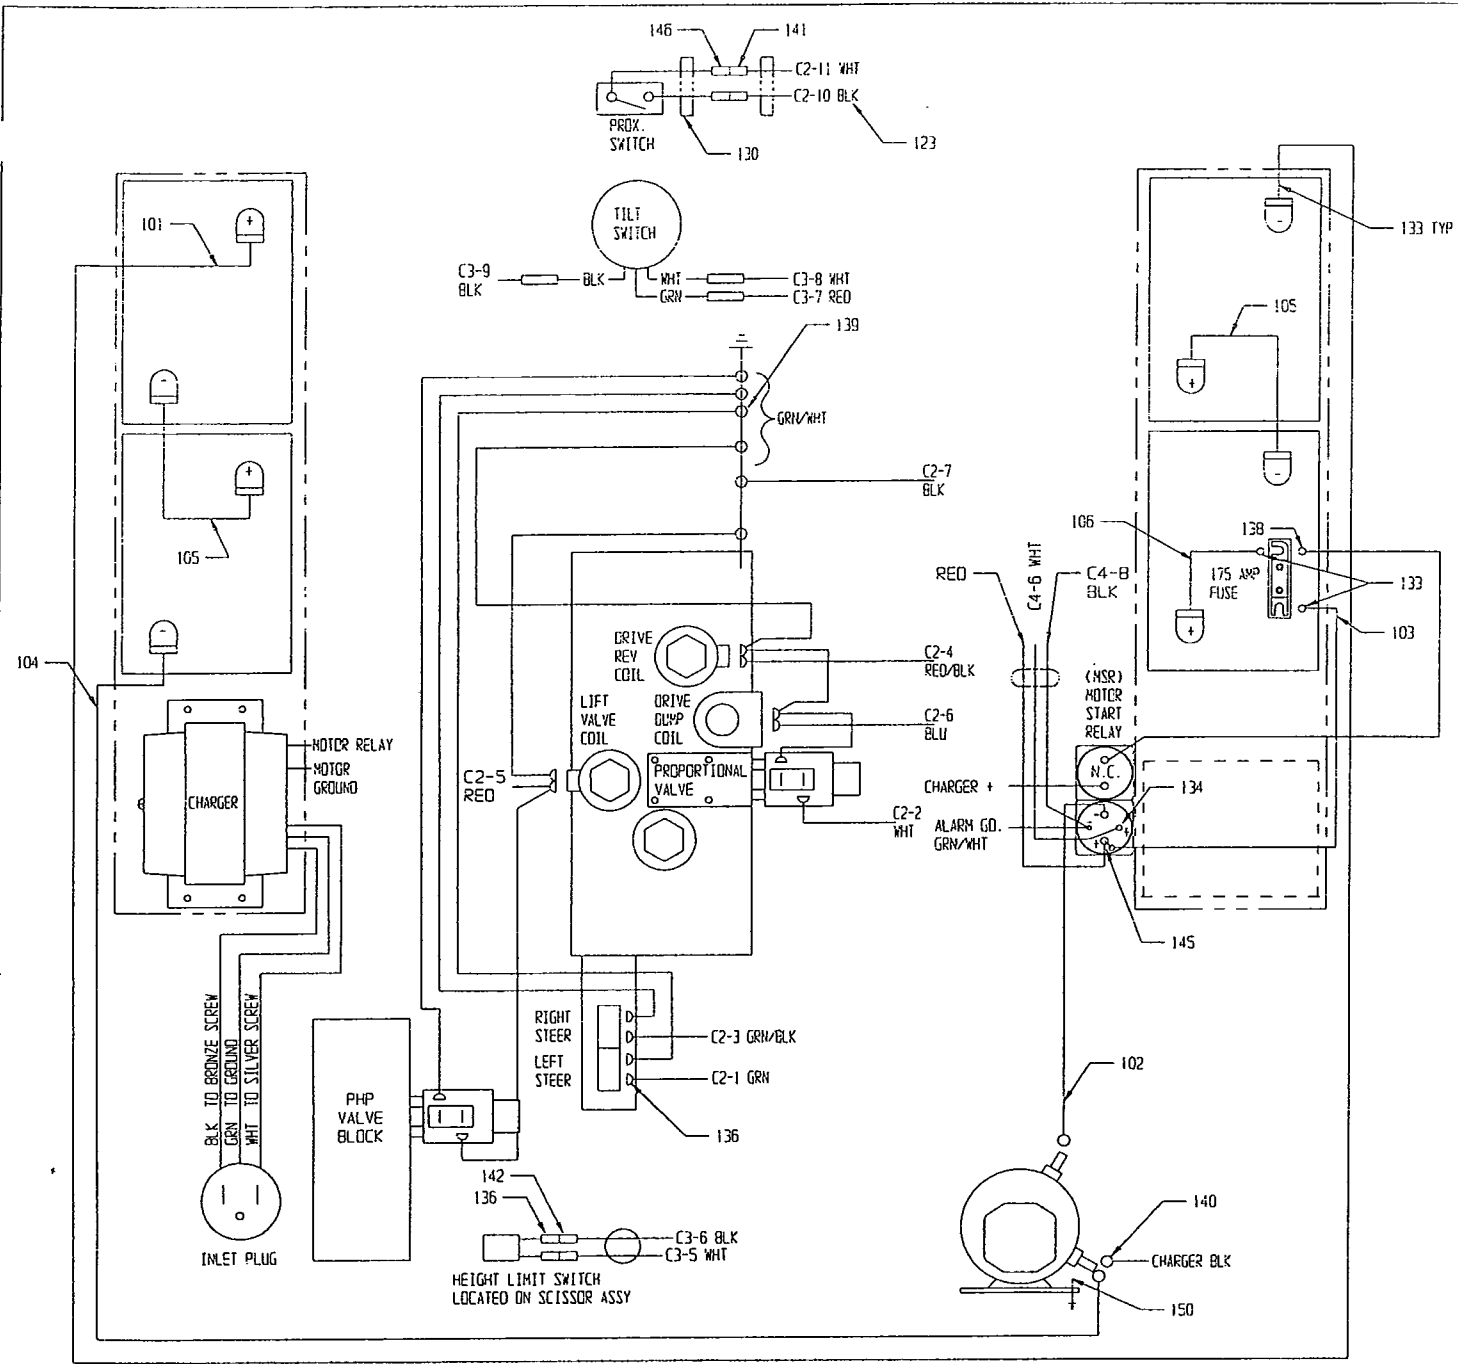 146
141
C2-11 WHT
C2-10 BLK
PROX.
SWITCH
130
123
101
+
TILT
SWITCH
-
133 TYP
C3-9
BLK
BLK
WHT
GRN
C3-8 WHT
C3-7 RED
139
105
-
+
+
GRN/WHT
-
C2-7
BLK
105
106
138
RED
C4-6 WHT
C4-8
BLK
175 AMP
FUSE
133
-
+
103
104
DRIVE
REV
COIL
C2-4
RED/BLK
(MSR)
MOTOR
START
RELAY
LIFT
VALVE
COIL
DRIVE
DUMP
COIL
C2-6
BLU
MOTOR RELAY
MOTOR
GROUND
CHARGER
C2-5
RED
PROPORTIONAL
VALVE
N.C.
CHARGER +
134
C2-2
WHT
ALARM GD.
GRN/WHT
-
-
+
+
145
BLK TO BRONZE SCREW
GRN TO GROUND
WHT TO SILVER SCREW
RIGHT
STEER
C2-3 GRN/BLK
LEFT
STEER
C2-1 GRN
102
PHP
VALVE
BLOCK
136
142
136
140
C3-6 BLK
C3-5 WHT
INLET PLUG
CHARGER BLK
HEIGHT LIMIT SWITCH
LOCATED ON SCISSOR ASSY
150